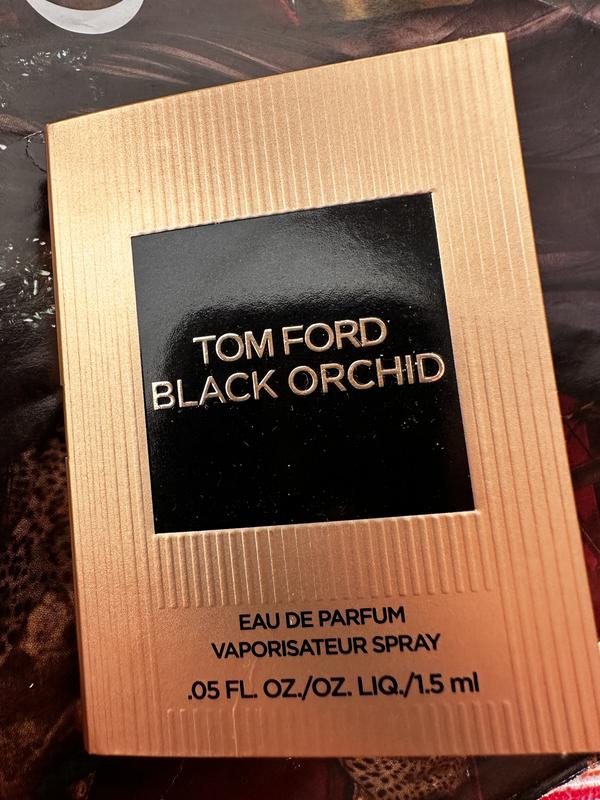 TOM FORD
BLACK ORCHID
EAU DE PARFUM
VAPORISATEUR SPRAY
.05 FL. OZ./OZ. LIQ./1.5 ml